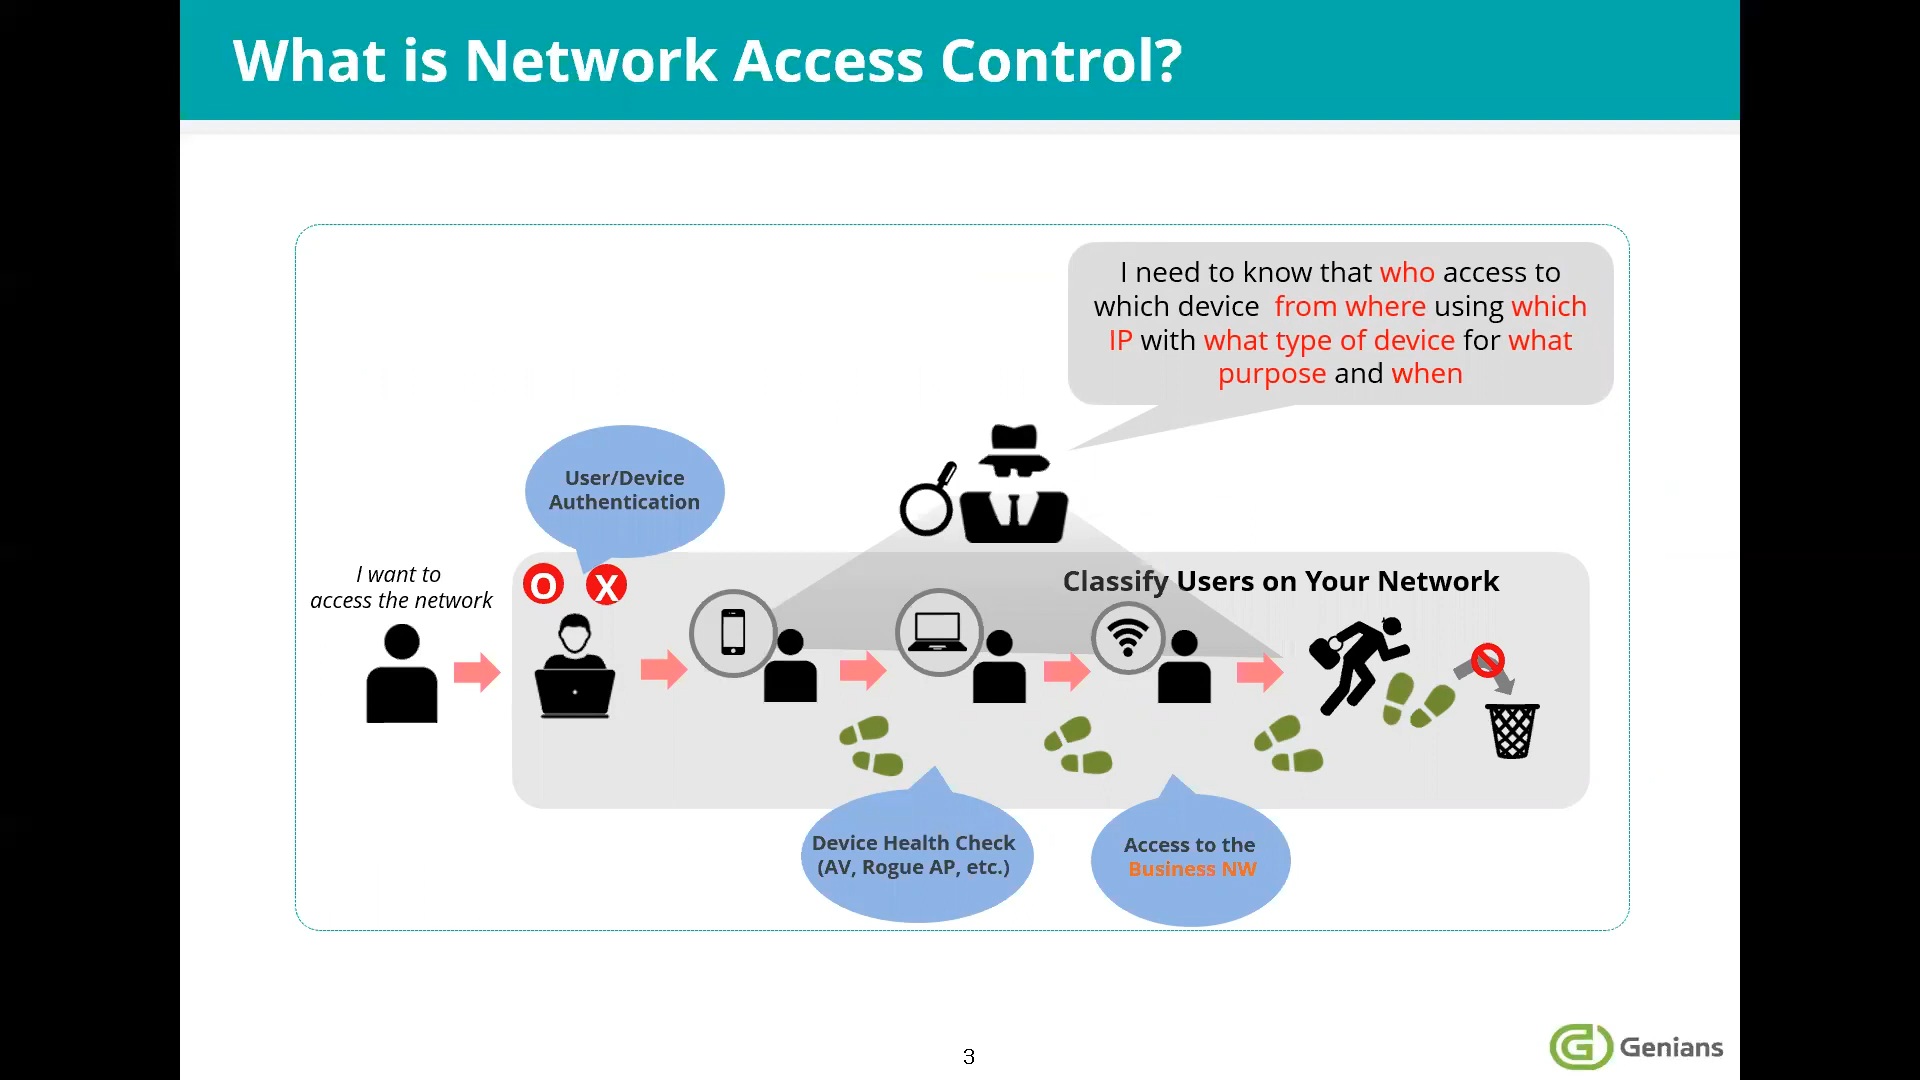 What is Network Access Control?
I need to know that who access to
which device from where using which
IP with what type of device for what
purpose and when
User/Device
Authentication
I want to
access the network
O X
Classify Users on Your Network
Device Health Check
(AV, Rogue AP, etc.)
Access to the
Business NW
3
Genians